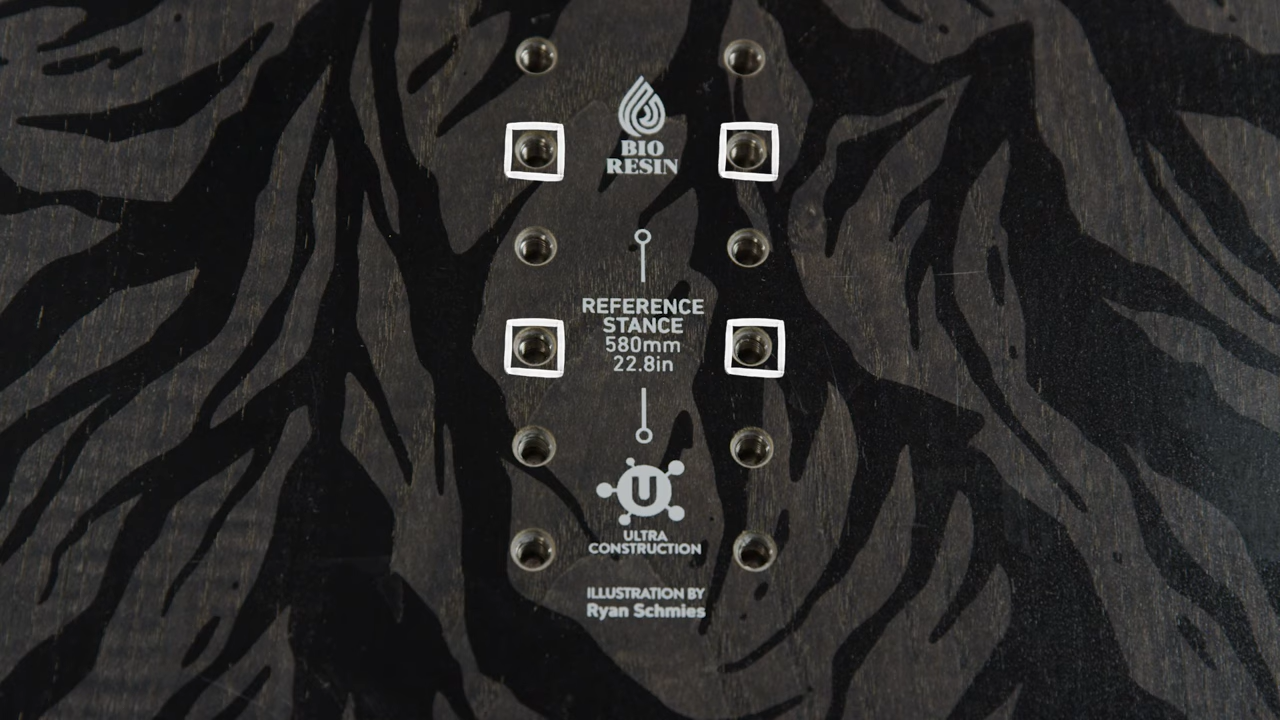 BIO
RESIN
REFERENCE
STANCE
580mm
22.8in
U
ULTRA
CONSTRUCTION
ILLUSTRATION BY
Ryan Schmies